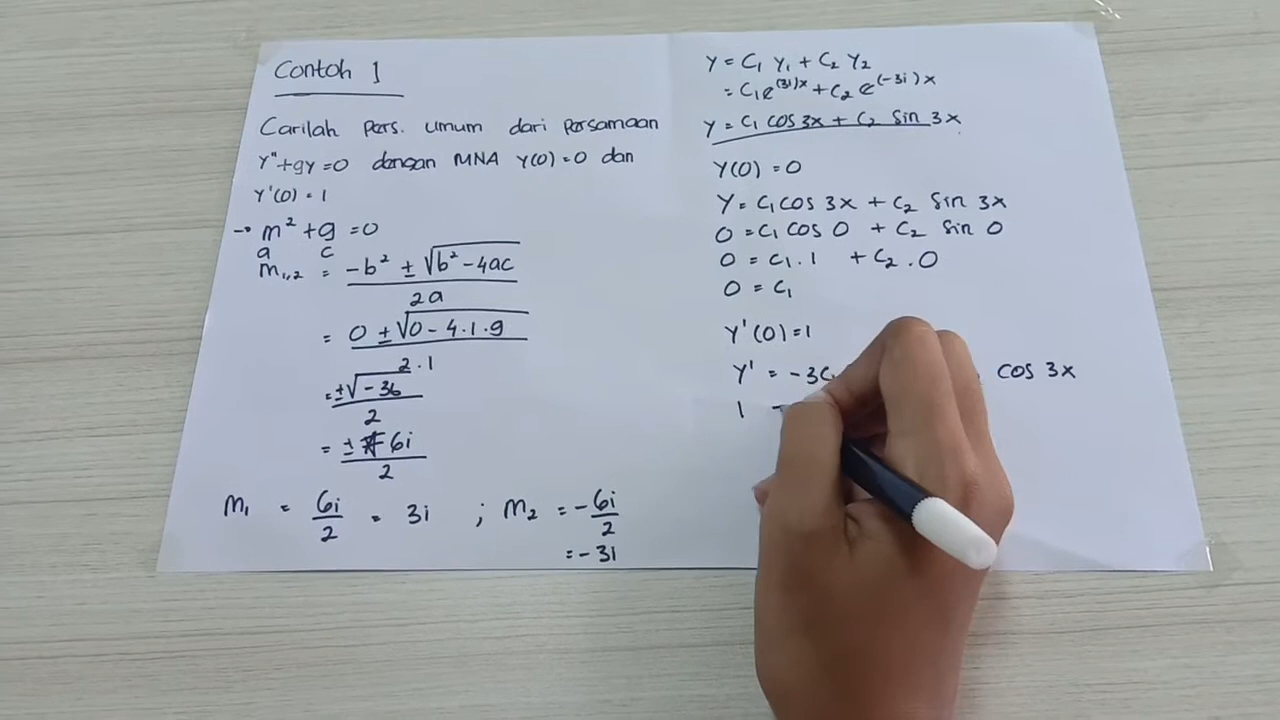 Contoh 1
Carilah Pers. Umum dari Persamaan
y"+9y=0 dengan MNA y(0)=0 dan
y'(0)=1
→ m²+9=0
a c
m₁,₂ = -b² ± √b²-4ac
2a
= 0 ± √0-4.1.9
2.1
= ±√-36
2
= ± 6i
2
m₁ = 6i/2 = 3i ; m₂ = -6i/2
= -3i
y = C₁ y₁ + C₂ y₂
= C₁e^(3i)x + C₂ e^(-3i)x
y = C₁ cos 3x + C₂ sin 3x
y(0) = 0
y = C₁ cos 3x + C₂ sin 3x
0 = C₁ cos 0 + C₂ sin 0
0 = C₁.1 + C₂.0
0 = C₁
y'(0)=1
y' = -3C cos 3x
1